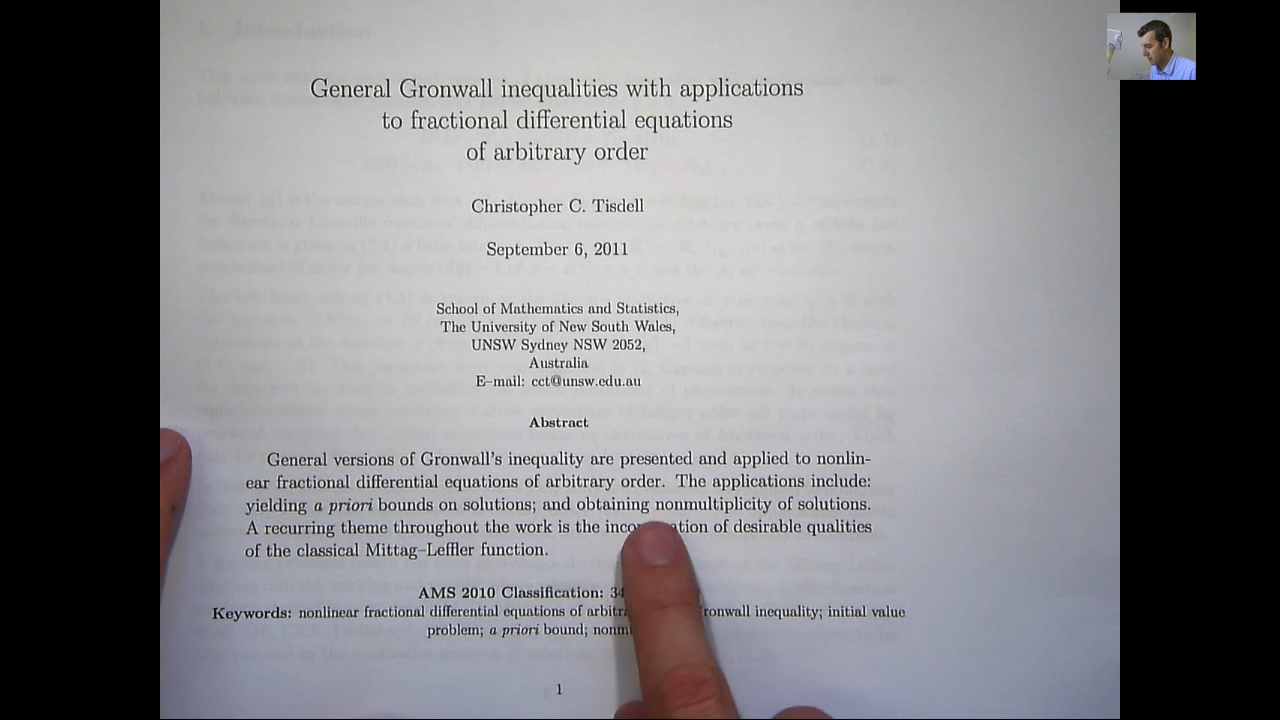 General Gronwall inequalities with applications
to fractional differential equations
of arbitrary order
Christopher C. Tisdell
September 6, 2011
School of Mathematics and Statistics,
The University of New South Wales,
UNSW Sydney NSW 2052,
Australia
E–mail: cct@unsw.edu.au
Abstract
General versions of Gronwall's inequality are presented and applied to nonlin-
ear fractional differential equations of arbitrary order. The applications include:
yielding a priori bounds on solutions; and obtaining nonmultiplicity of solutions.
A recurring theme throughout the work is the of desirable qualities
of the classical Mittag–Leffler function.
AMS 2010 Classification:
Keywords: nonlinear fractional differential equations of inequality; initial value
problem; a priori bound;
1